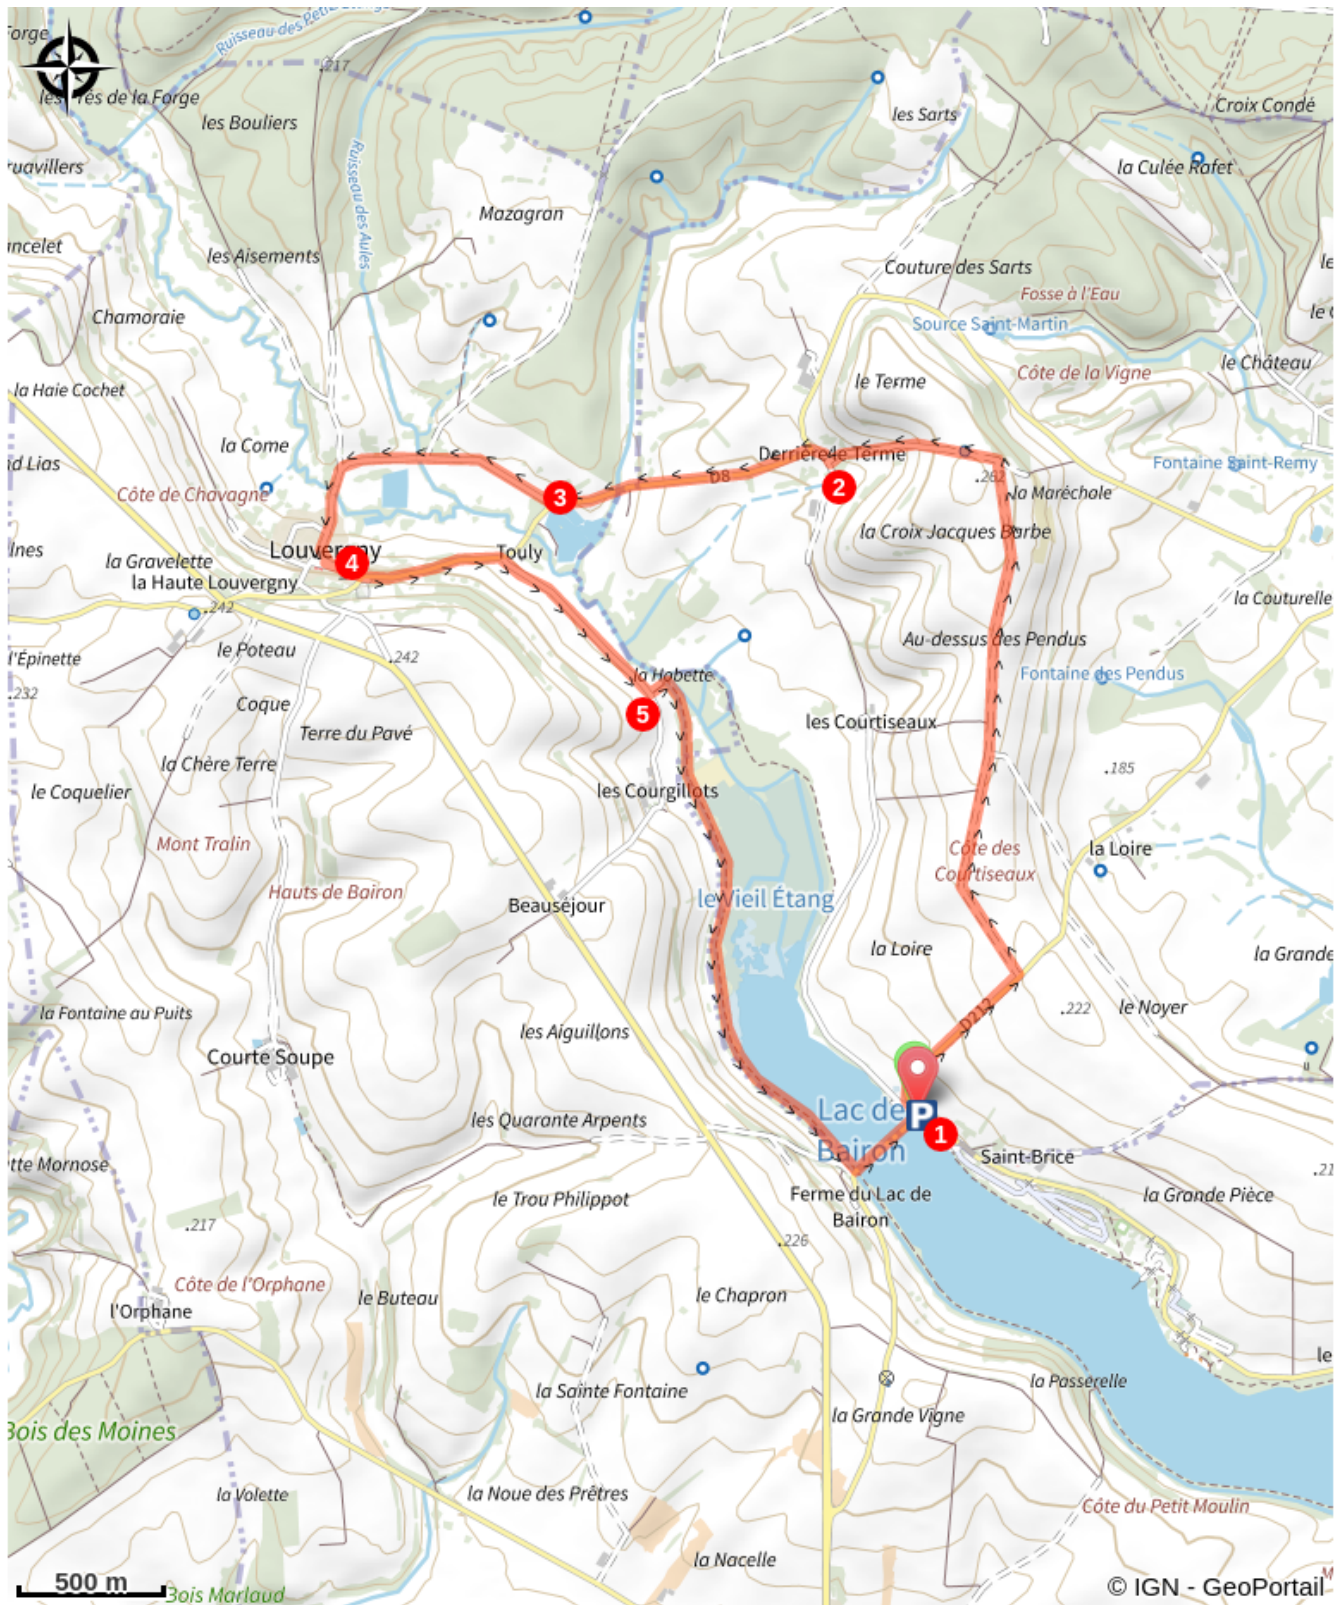 Ruisseau des
.217
les Bouliers
les Sarts
Croix Condé
la Culée Rafet
ruavillers
Ruisseau des Aules
Mazagran
les Aisements
Couture des Sarts
Fosse à l'Eau
Source Saint-Martin
Chamoraie
le Château
Côte de la Vigne
le Terme
la Haie Cochet
la Come
Derrière le Terme
Fontaine Saint-Remy
D8
.262
2
3
la Maréchole
Côte de Chavagne
la Croix Jacques Barbe
Louvergny
Touly
4
la Gravelette
la Haute Louvergny
la Couturelle
.242
l'Épinette
le Poteau
.242
Au-dessus des Pendus
la Hobette
Fontaine des Pendus
.232
Coque
5
les Courtiseaux
Terre du Pavé
la Chère Terre
.185
le Coquelier
les Courgillots
Mont Tralin
Côte des
Courtiseaux
la Loire
Hauts de Bairon
Beauséjour
le Vieil Étang
la Loire
la Grande
la Fontaine au Puits
les Aiguillons
D212
.222
le Noyer
Courte Soupe
les Quarante Arpents
Lac de
Bairon
P
1
Saint-Brice
tte Mornose
le Trou Philippot
Ferme du Lac de
Bairon
la Grande Pièce
.217
.226
Côte de l'Orphane
l'Orphane
le Buteau
le Chapron
la Sainte Fontaine
la Passerelle
la Grande Vigne
Bois des Moines
la Volette
la Noue des Prêtres
Côte du Petit Moulin
la Nacelle
500 m
Bois Marlaud
© IGN - GeoPortail